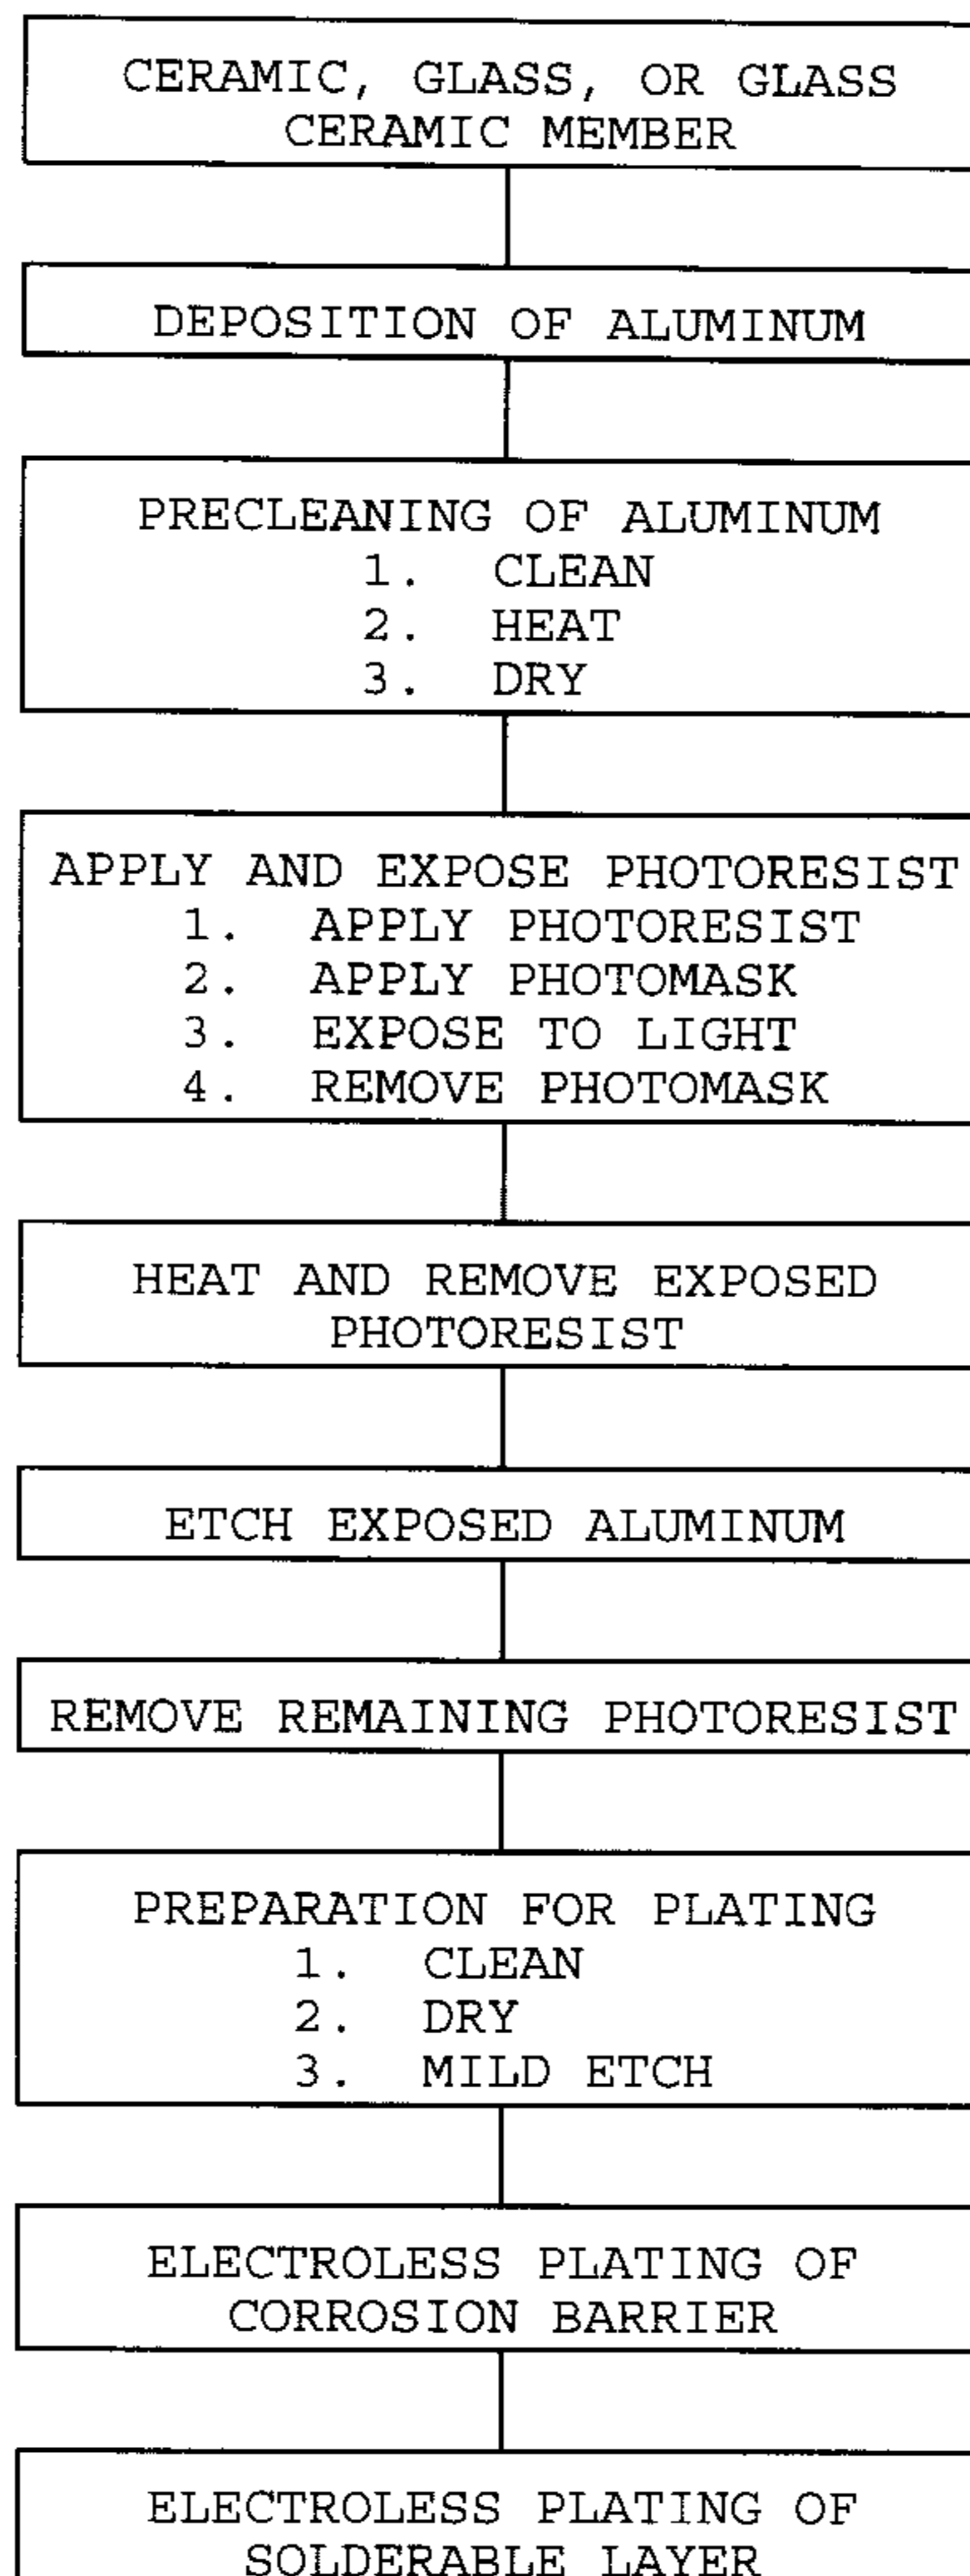 CERAMIC, GLASS, OR GLASS
CERAMIC MEMBER
DEPOSITION OF ALUMINUM
PRECLEANING OF ALUMINUM
1. CLEAN
2. HEAT
3. DRY
APPLY AND EXPOSE PHOTORESIST
1. APPLY PHOTORESIST
2. APPLY PHOTOMASK
3. EXPOSE TO LIGHT
4. REMOVE PHOTOMASK
HEAT AND REMOVE EXPOSED
PHOTORESIST
ETCH EXPOSED ALUMINUM
REMOVE REMAINING PHOTORESIST
PREPARATION FOR PLATING
1. CLEAN
2. DRY
3. MILD ETCH
ELECTROLESS PLATING OF
CORROSION BARRIER
ELECTROLESS PLATING OF
SOLDERABLE LAYER